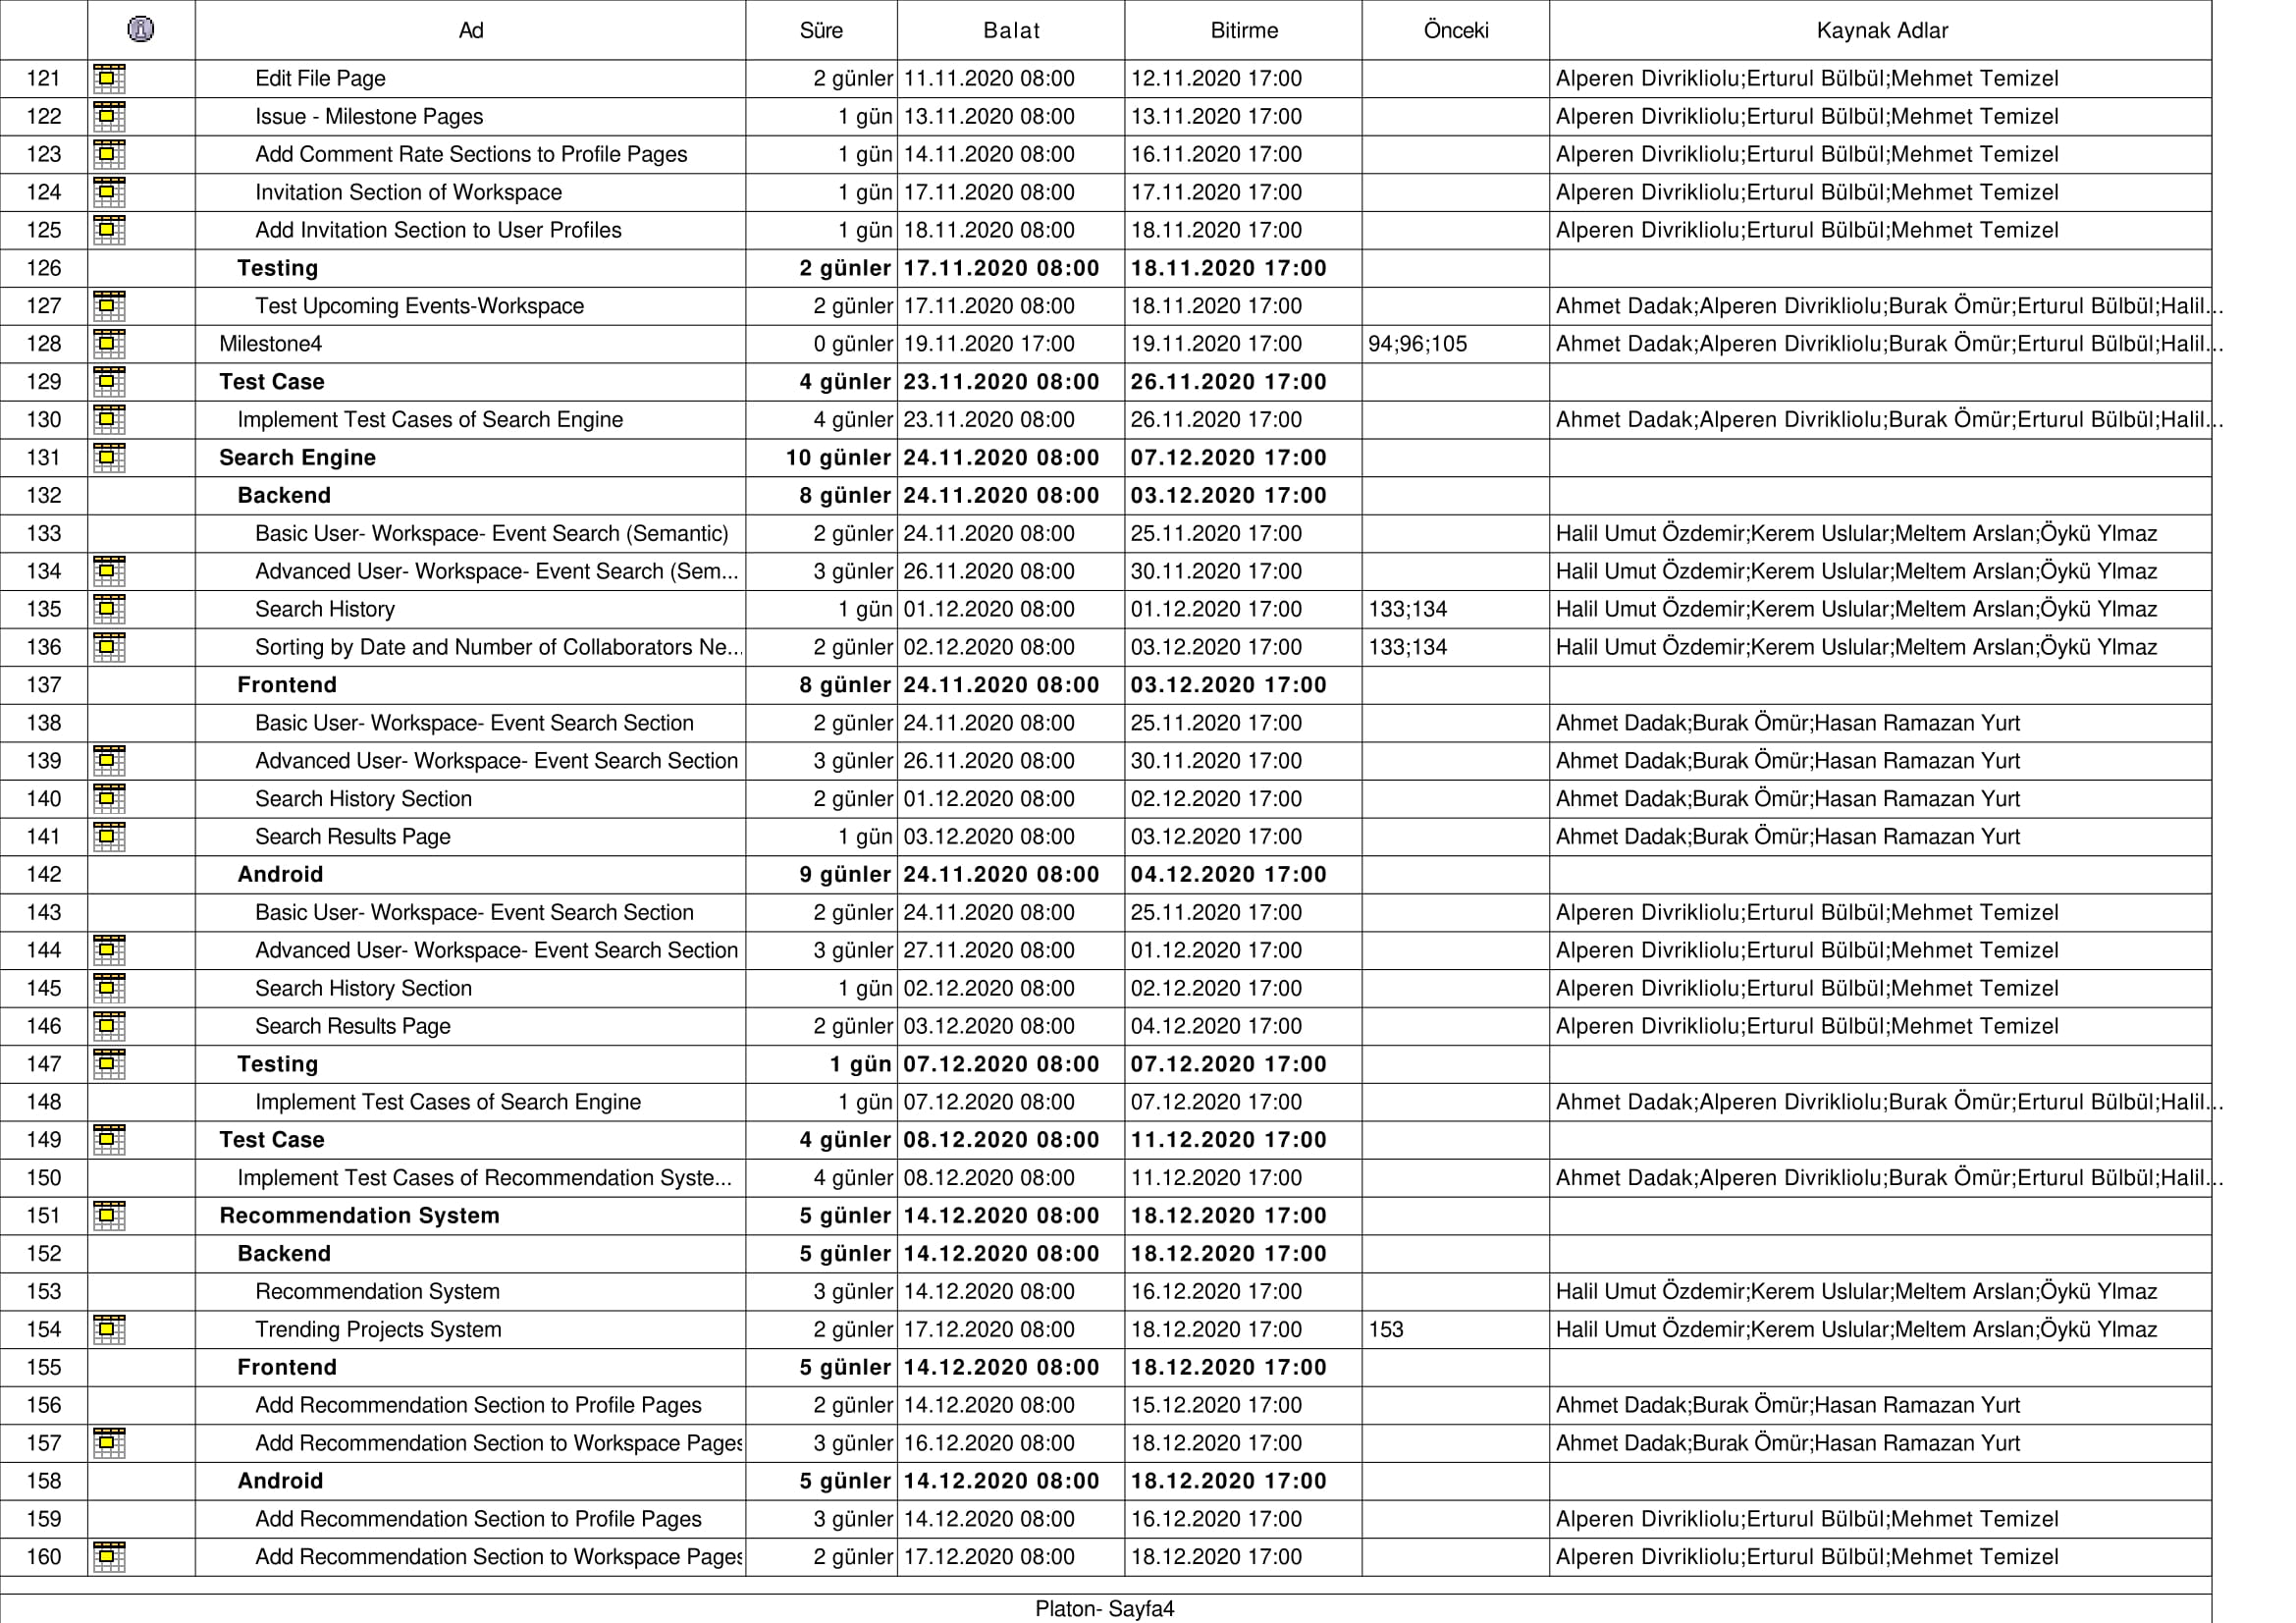 Ad Süre Balat Bitirme Önceki Kaynak Adlar
121 Edit File Page 2 günler 11.11.2020 08:00 12.11.2020 17:00 Alperen Divrikliolu;Erturul Bülbül;Mehmet Temizel
122 Issue - Milestone Pages 1 gün 13.11.2020 08:00 13.11.2020 17:00 Alperen Divrikliolu;Erturul Bülbül;Mehmet Temizel
123 Add Comment Rate Sections to Profile Pages 1 gün 14.11.2020 08:00 16.11.2020 17:00 Alperen Divrikliolu;Erturul Bülbül;Mehmet Temizel
124 Invitation Section of Workspace 1 gün 17.11.2020 08:00 17.11.2020 17:00 Alperen Divrikliolu;Erturul Bülbül;Mehmet Temizel
125 Add Invitation Section to User Profiles 1 gün 18.11.2020 08:00 18.11.2020 17:00 Alperen Divrikliolu;Erturul Bülbül;Mehmet Temizel
126 Testing 2 günler 17.11.2020 08:00 18.11.2020 17:00
127 Test Upcoming Events-Workspace 2 günler 17.11.2020 08:00 18.11.2020 17:00 Ahmet Dadak;Alperen Divrikliolu;Burak Ömür;Erturul Bülbül;Halil...
128 Milestone4 0 günler 19.11.2020 17:00 19.11.2020 17:00 94;96;105 Ahmet Dadak;Alperen Divrikliolu;Burak Ömür;Erturul Bülbül;Halil...
129 Test Case 4 günler 23.11.2020 08:00 26.11.2020 17:00
130 Implement Test Cases of Search Engine 4 günler 23.11.2020 08:00 26.11.2020 17:00 Ahmet Dadak;Alperen Divrikliolu;Burak Ömür;Erturul Bülbül;Halil...
131 Search Engine 10 günler 24.11.2020 08:00 07.12.2020 17:00
132 Backend 8 günler 24.11.2020 08:00 03.12.2020 17:00
133 Basic User- Workspace- Event Search (Semantic) 2 günler 24.11.2020 08:00 25.11.2020 17:00 Halil Umut Özdemir;Kerem Uslular;Meltem Arslan;Öykü Ylmaz
134 Advanced User- Workspace- Event Search (Sem... 3 günler 26.11.2020 08:00 30.11.2020 17:00 Halil Umut Özdemir;Kerem Uslular;Meltem Arslan;Öykü Ylmaz
135 Search History 1 gün 01.12.2020 08:00 01.12.2020 17:00 133;134 Halil Umut Özdemir;Kerem Uslular;Meltem Arslan;Öykü Ylmaz
136 Sorting by Date and Number of Collaborators Ne... 2 günler 02.12.2020 08:00 03.12.2020 17:00 133;134 Halil Umut Özdemir;Kerem Uslular;Meltem Arslan;Öykü Ylmaz
137 Frontend 8 günler 24.11.2020 08:00 03.12.2020 17:00
138 Basic User- Workspace- Event Search Section 2 günler 24.11.2020 08:00 25.11.2020 17:00 Ahmet Dadak;Burak Ömür;Hasan Ramazan Yurt
139 Advanced User- Workspace- Event Search Section 3 günler 26.11.2020 08:00 30.11.2020 17:00 Ahmet Dadak;Burak Ömür;Hasan Ramazan Yurt
140 Search History Section 2 günler 01.12.2020 08:00 02.12.2020 17:00 Ahmet Dadak;Burak Ömür;Hasan Ramazan Yurt
141 Search Results Page 1 gün 03.12.2020 08:00 03.12.2020 17:00 Ahmet Dadak;Burak Ömür;Hasan Ramazan Yurt
142 Android 9 günler 24.11.2020 08:00 04.12.2020 17:00
143 Basic User- Workspace- Event Search Section 2 günler 24.11.2020 08:00 25.11.2020 17:00 Alperen Divrikliolu;Erturul Bülbül;Mehmet Temizel
144 Advanced User- Workspace- Event Search Section 3 günler 27.11.2020 08:00 01.12.2020 17:00 Alperen Divrikliolu;Erturul Bülbül;Mehmet Temizel
145 Search History Section 1 gün 02.12.2020 08:00 02.12.2020 17:00 Alperen Divrikliolu;Erturul Bülbül;Mehmet Temizel
146 Search Results Page 2 günler 03.12.2020 08:00 04.12.2020 17:00 Alperen Divrikliolu;Erturul Bülbül;Mehmet Temizel
147 Testing 1 gün 07.12.2020 08:00 07.12.2020 17:00
148 Implement Test Cases of Search Engine 1 gün 07.12.2020 08:00 07.12.2020 17:00 Ahmet Dadak;Alperen Divrikliolu;Burak Ömür;Erturul Bülbül;Halil...
149 Test Case 4 günler 08.12.2020 08:00 11.12.2020 17:00
150 Implement Test Cases of Recommendation Syste... 4 günler 08.12.2020 08:00 11.12.2020 17:00 Ahmet Dadak;Alperen Divrikliolu;Burak Ömür;Erturul Bülbül;Halil...
151 Recommendation System 5 günler 14.12.2020 08:00 18.12.2020 17:00
152 Backend 5 günler 14.12.2020 08:00 18.12.2020 17:00
153 Recommendation System 3 günler 14.12.2020 08:00 16.12.2020 17:00 Halil Umut Özdemir;Kerem Uslular;Meltem Arslan;Öykü Ylmaz
154 Trending Projects System 2 günler 17.12.2020 08:00 18.12.2020 17:00 153 Halil Umut Özdemir;Kerem Uslular;Meltem Arslan;Öykü Ylmaz
155 Frontend 5 günler 14.12.2020 08:00 18.12.2020 17:00
156 Add Recommendation Section to Profile Pages 2 günler 14.12.2020 08:00 15.12.2020 17:00 Ahmet Dadak;Burak Ömür;Hasan Ramazan Yurt
157 Add Recommendation Section to Workspace Pages 3 günler 16.12.2020 08:00 18.12.2020 17:00 Ahmet Dadak;Burak Ömür;Hasan Ramazan Yurt
158 Android 5 günler 14.12.2020 08:00 18.12.2020 17:00
159 Add Recommendation Section to Profile Pages 3 günler 14.12.2020 08:00 16.12.2020 17:00 Alperen Divrikliolu;Erturul Bülbül;Mehmet Temizel
160 Add Recommendation Section to Workspace Pages 2 günler 17.12.2020 08:00 18.12.2020 17:00 Alperen Divrikliolu;Erturul Bülbül;Mehmet Temizel
Platon- Sayfa4